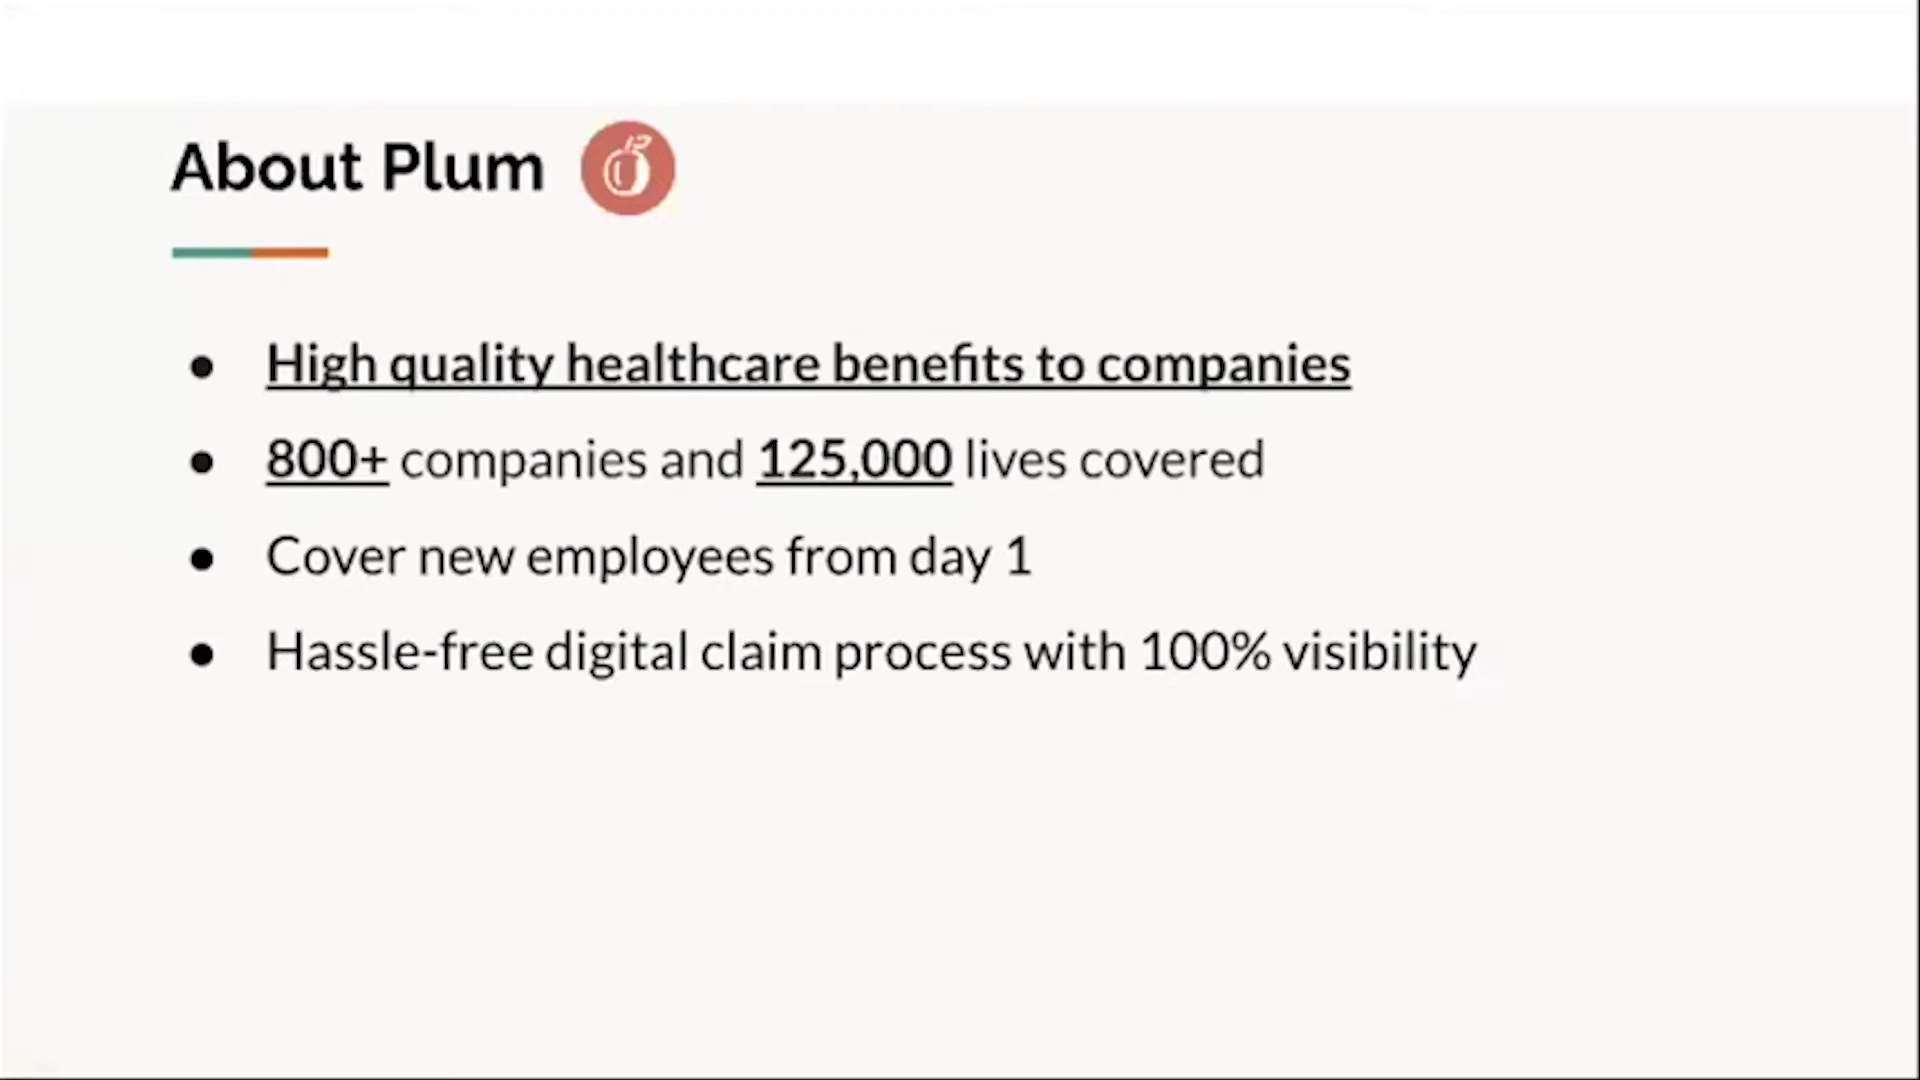 About Plum
● High quality healthcare benefits to companies
● 800+ companies and 125,000 lives covered
● Cover new employees from day 1
● Hassle-free digital claim process with 100% visibility